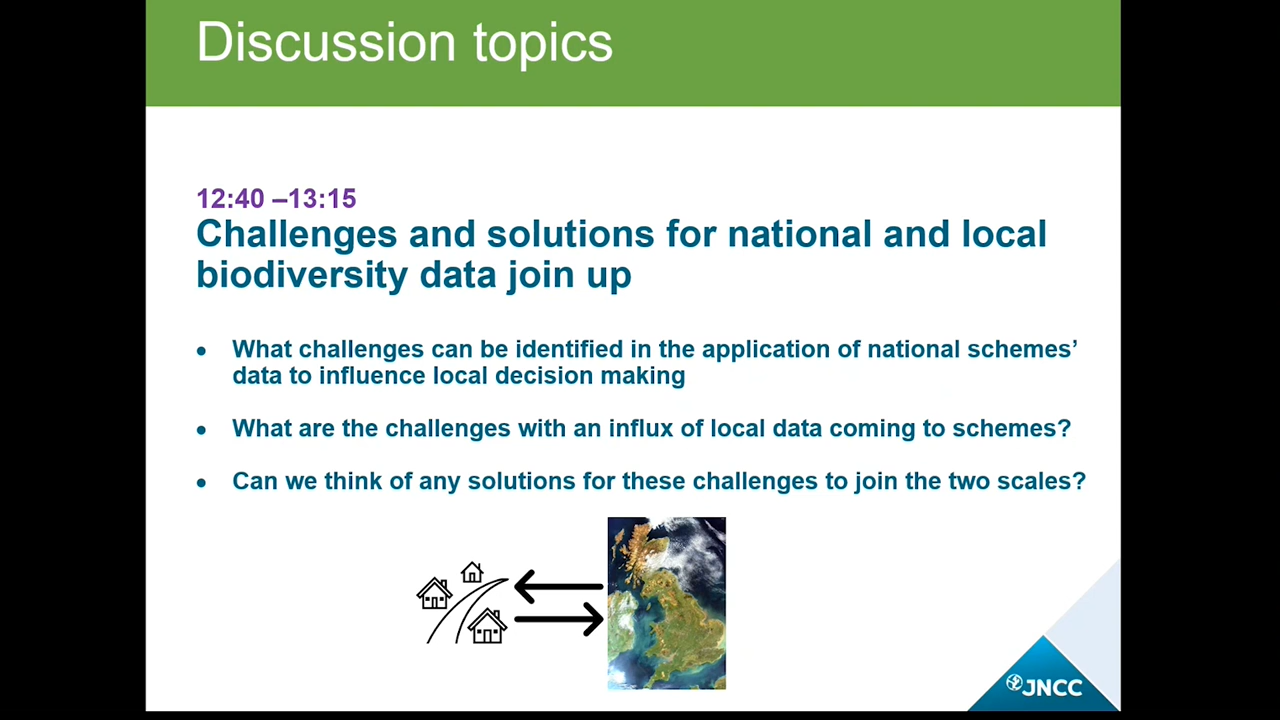 Discussion topics
12:40 –13:15
Challenges and solutions for national and local
biodiversity data join up
• What challenges can be identified in the application of national schemes’
data to influence local decision making
• What are the challenges with an influx of local data coming to schemes?
• Can we think of any solutions for these challenges to join the two scales?
JNCC